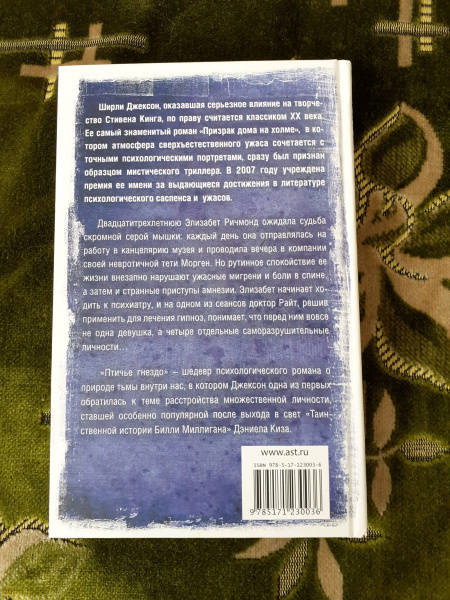 Ширли Джексон, оказавшая серьезное влияние на творче-
ство Стивена Кинга, по праву считается классиком XX века.
Ее самый знаменитый роман «Призрак дома на холме», в ко-
тором атмосфера сверхъестественного ужаса сочетается с
точными психологическими портретами, сразу был признан
образцом мистического триллера. В 2007 году учреждена
премия ее имени за выдающиеся достижения в литературе
психологического саспенса и ужасов.
Двадцатитрехлетнюю Элизабет Ричмонд ожидала судьба
скромной серой мышки: каждый день она отправлялась на
работу в канцелярию музея и проводила вечера в компании
своей невротичной тети Морген. Но рутинное спокойствие ее
жизни внезапно нарушают ужасные мигрени и боли в спине,
а затем и странные приступы амнезии. Элизабет начинает хо-
дить к психиатру, и на одном из сеансов доктор Райт, решив
применить для лечения гипноз, понимает, что перед ним вовсе
не одна девушка, а четыре отдельные саморазрушительные
личности...
«Птичье гнездо» – шедевр психологического романа о
природе тьмы внутри нас, в котором Джексон одна из первых
обратилась к теме расстройства множественной личности,
ставшей особенно популярной после выхода в свет «Таин-
ственной истории Билли Миллигана» Дэниела Киза.
www.ast.ru
ISBN 978-5-17-123003-6
9785171230036